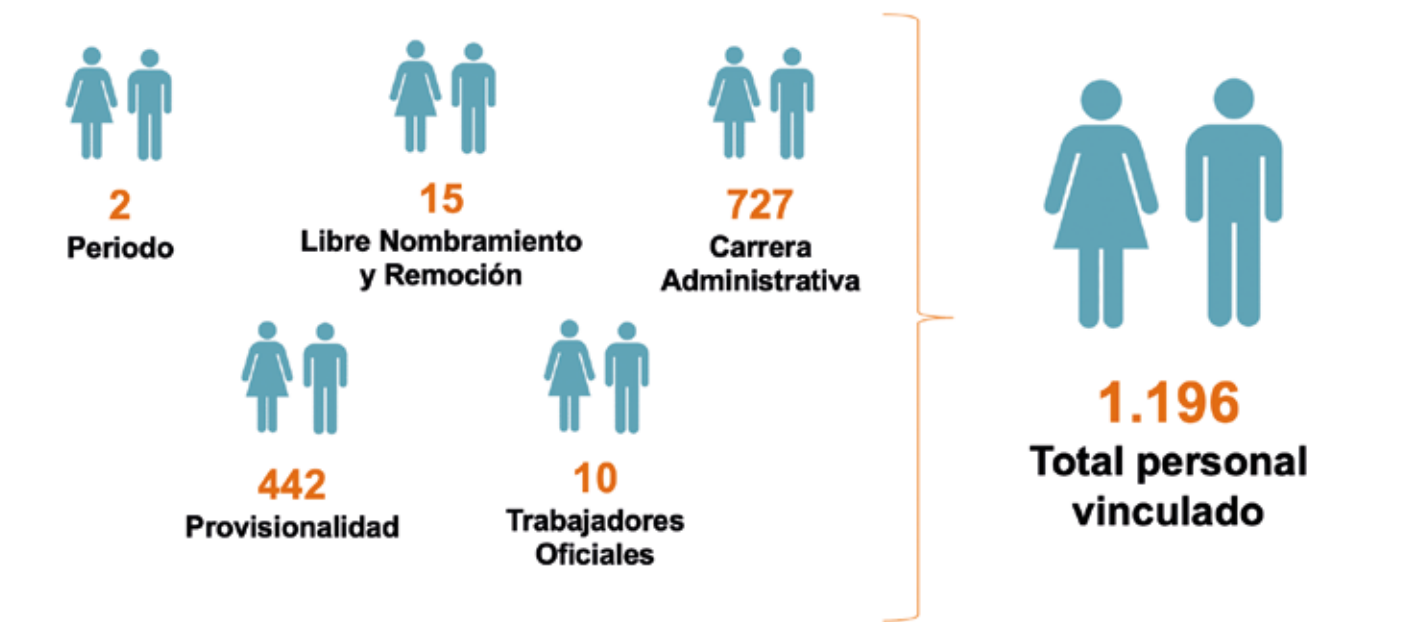 2
Periodo
15
Libre Nombramiento
y Remoción
727
Carrera
Administrativa
442
Provisionalidad
10
Trabajadores
Oficiales
1.196
Total personal
vinculado